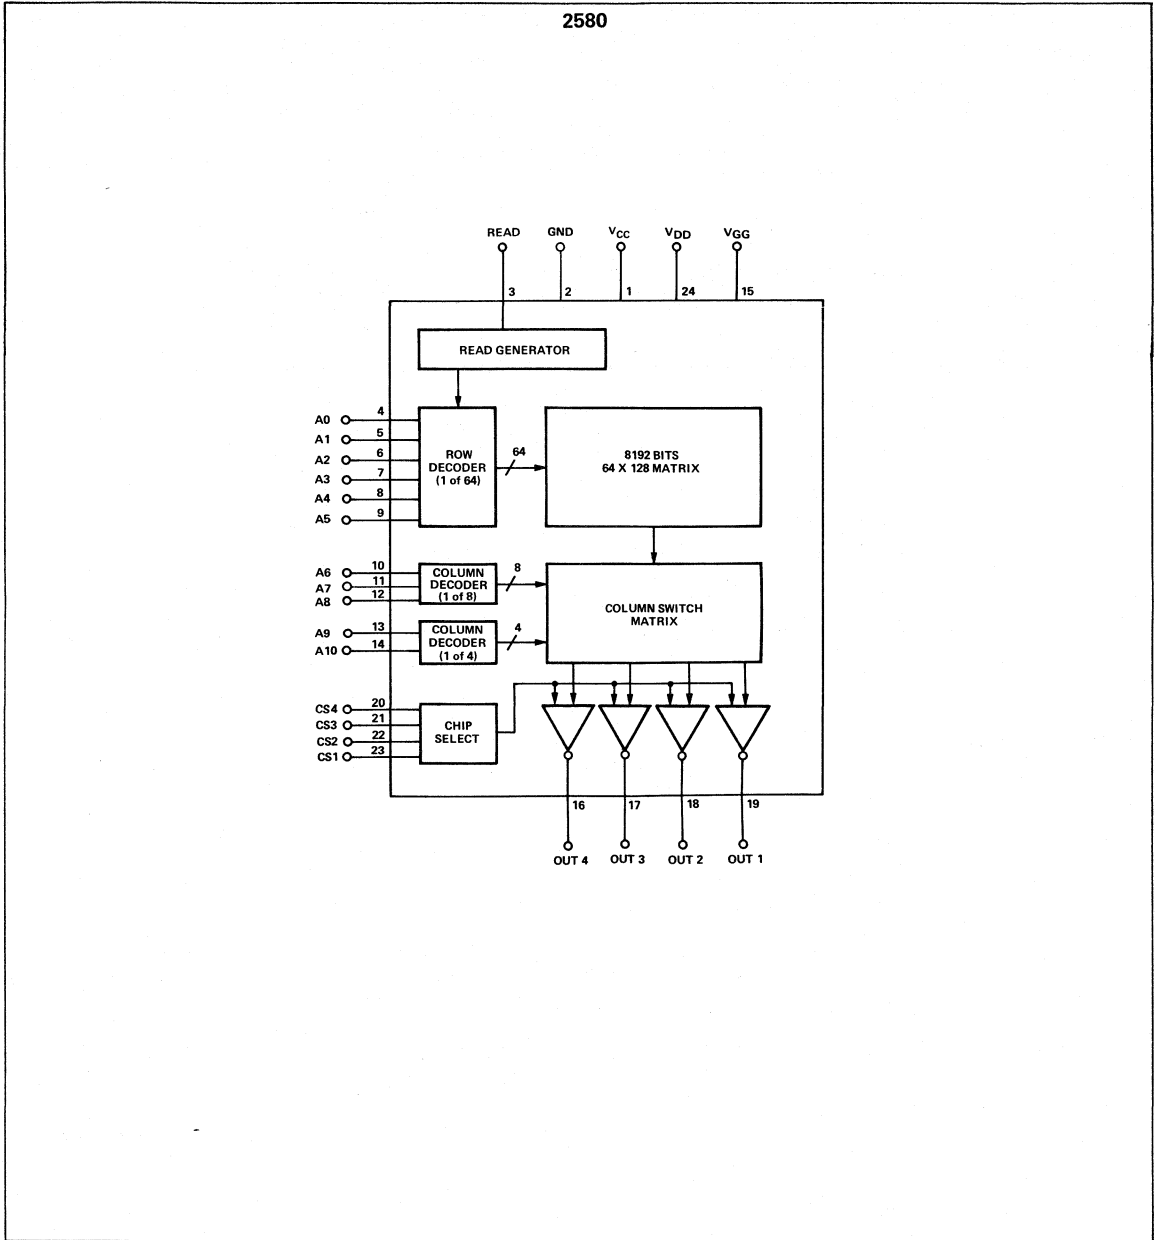 2580
READ GND VCC VDD VGG
3 2 1 24 15
READ GENERATOR
A0 4
A1 5
A2 6
A3 7
A4 8
A5 9
ROW
DECODER
(1 of 64)
64
8192 BITS
64 X 128 MATRIX
A6 10
A7 11
A8 12
COLUMN
DECODER
(1 of 8)
8
COLUMN SWITCH
MATRIX
A9 13
A10 14
COLUMN
DECODER
(1 of 4)
4
CS4 20
CS3 21
CS2 22
CS1 23
CHIP
SELECT
16 17 18 19
OUT 4 OUT 3 OUT 2 OUT 1